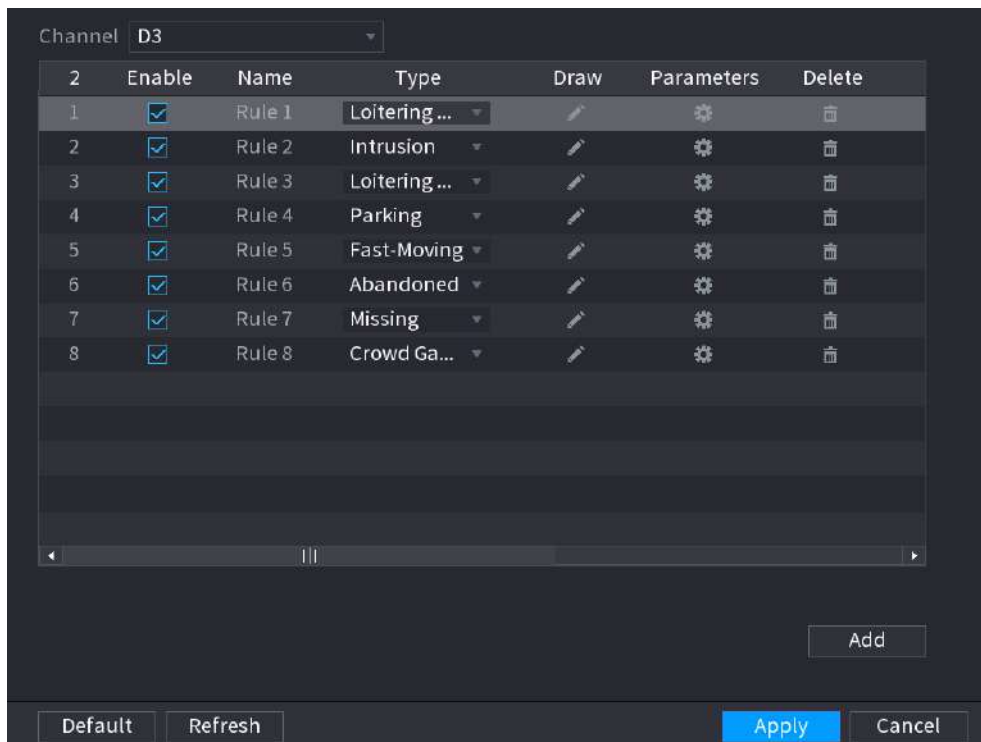 Channel D3
2 Enable Name Type Draw Parameters Delete
1 Rule 1 Loitering ...
2 Rule 2 Intrusion
3 Rule 3 Loitering ...
4 Rule 4 Parking
5 Rule 5 Fast-Moving
6 Rule 6 Abandoned
7 Rule 7 Missing
8 Rule 8 Crowd Ga...
Add
Default Refresh Apply Cancel